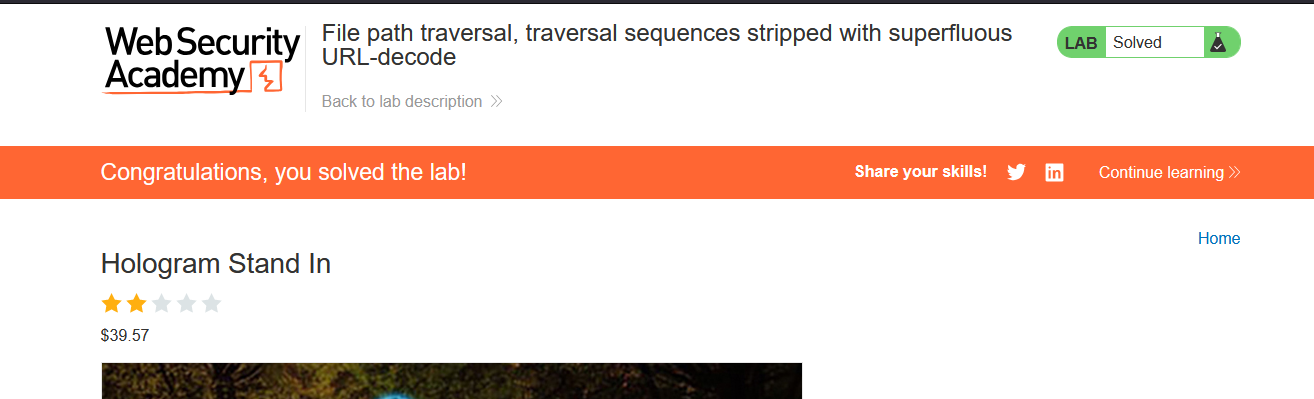 Web Security
Academy
File path traversal, traversal sequences stripped with superfluous
URL-decode
Back to lab description
LAB Solved
Congratulations, you solved the lab!
Share your skills!
Continue learning
Home
Hologram Stand In
$39.57